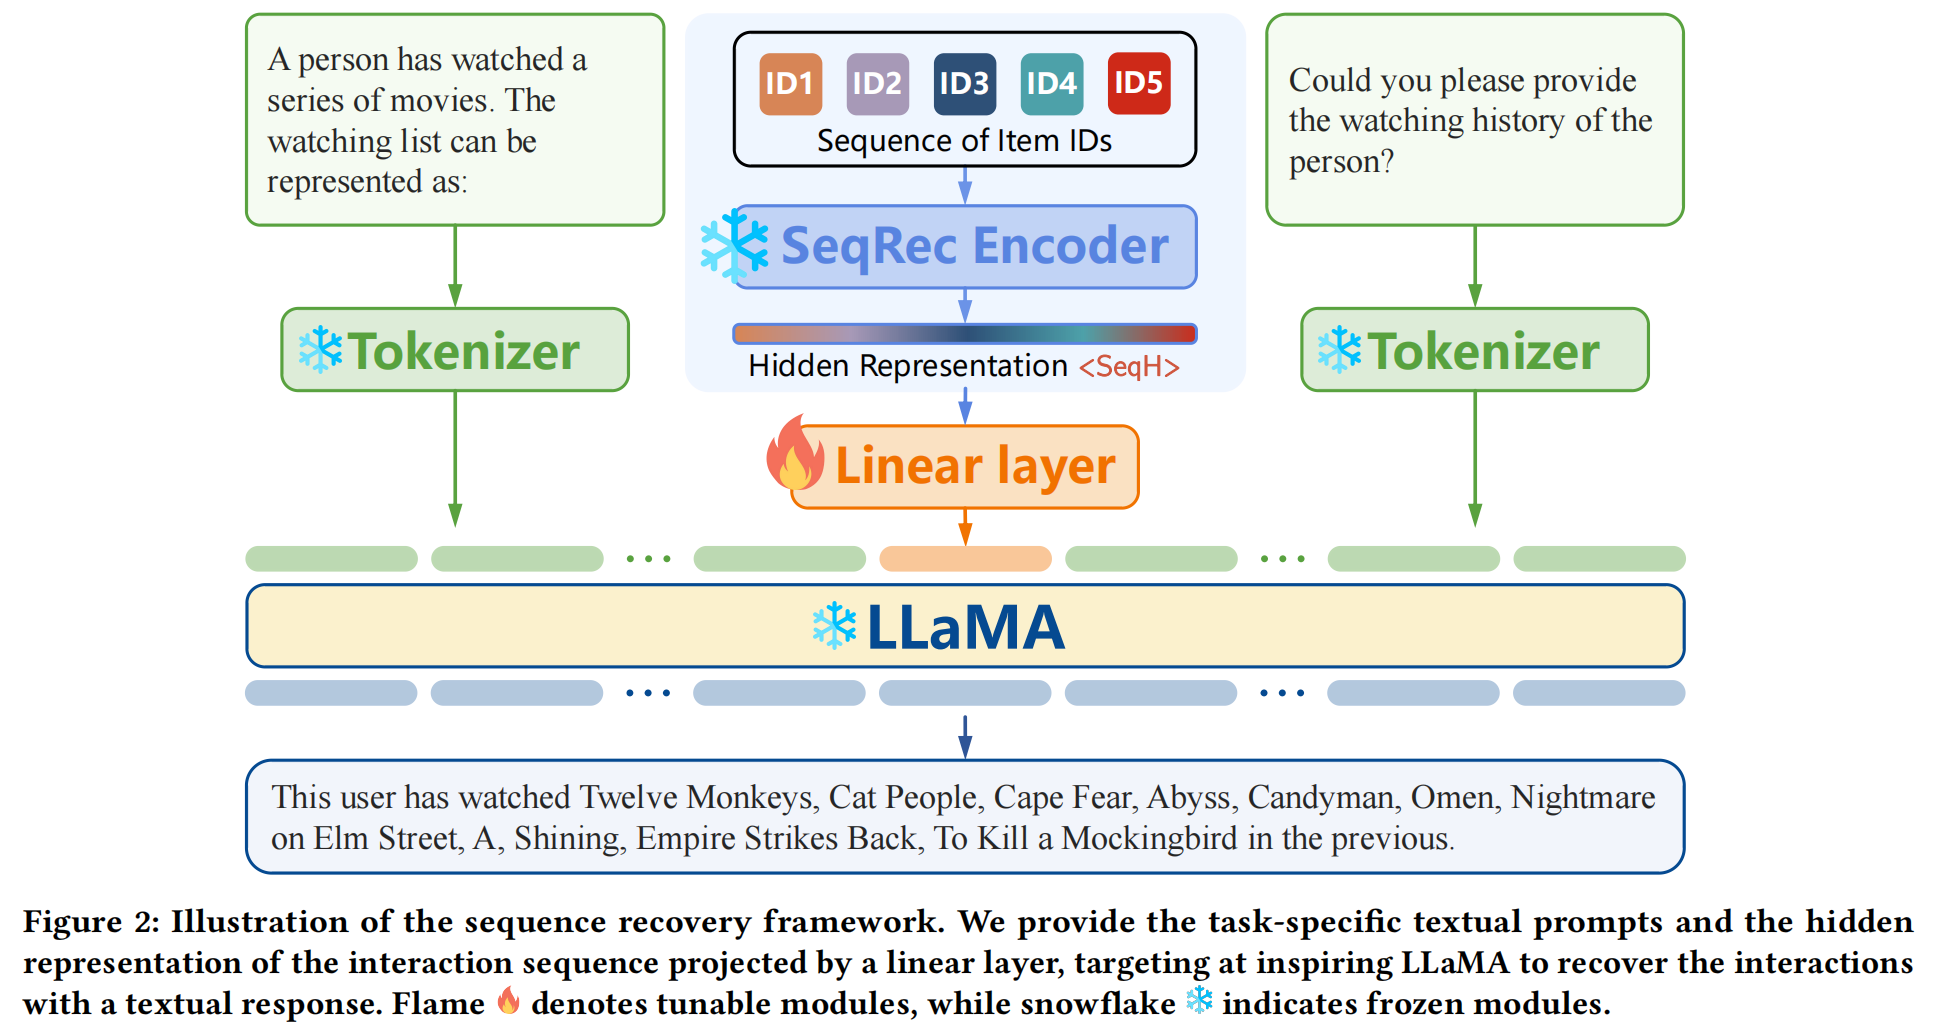 A person has watched a
series of movies. The
watching list can be
represented as:
ID1 ID2 ID3 ID4 ID5
Sequence of Item IDs
Could you please provide
the watching history of the
person?
SeqRec Encoder
Tokenizer
Hidden Representation <SeqH>
Tokenizer
Linear layer
LLaMA
This user has watched Twelve Monkeys, Cat People, Cape Fear, Abyss, Candyman, Omen, Nightmare
on Elm Street, A, Shining, Empire Strikes Back, To Kill a Mockingbird in the previous.
Figure 2: Illustration of the sequence recovery framework. We provide the task-specific textual prompts and the hidden
representation of the interaction sequence projected by a linear layer, targeting at inspiring LLaMA to recover the interactions
with a textual response. Flame 🔥 denotes tunable modules, while snowflake ❄ indicates frozen modules.